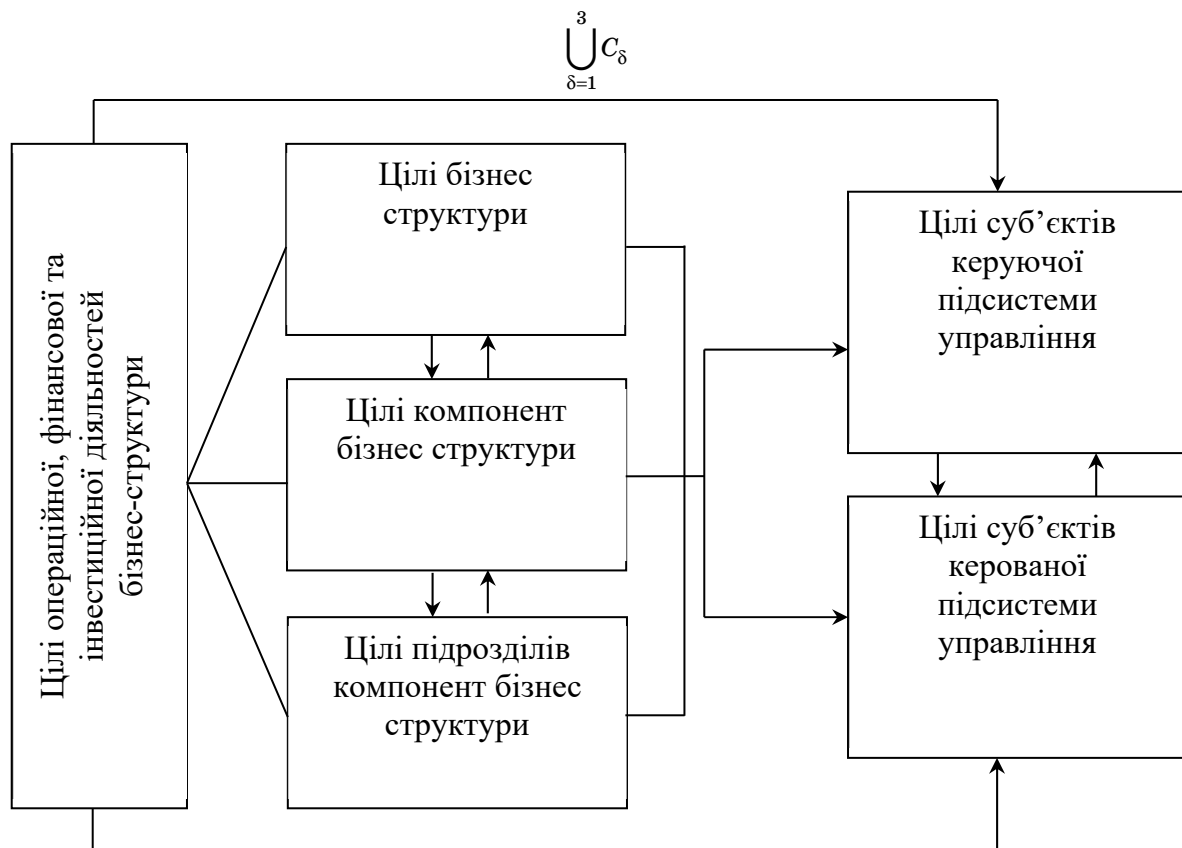 3
⋃ C_δ
δ=1
Цілі операційної, фінансової та
інвестиційної діяльностей
бізнес-структури
Цілі бізнес
структури
Цілі компонент
бізнес структури
Цілі підрозділів
компонент бізнес
структури
Цілі суб’єктів
керуючої
підсистеми
управління
Цілі суб’єктів
керованої
підсистеми
управління